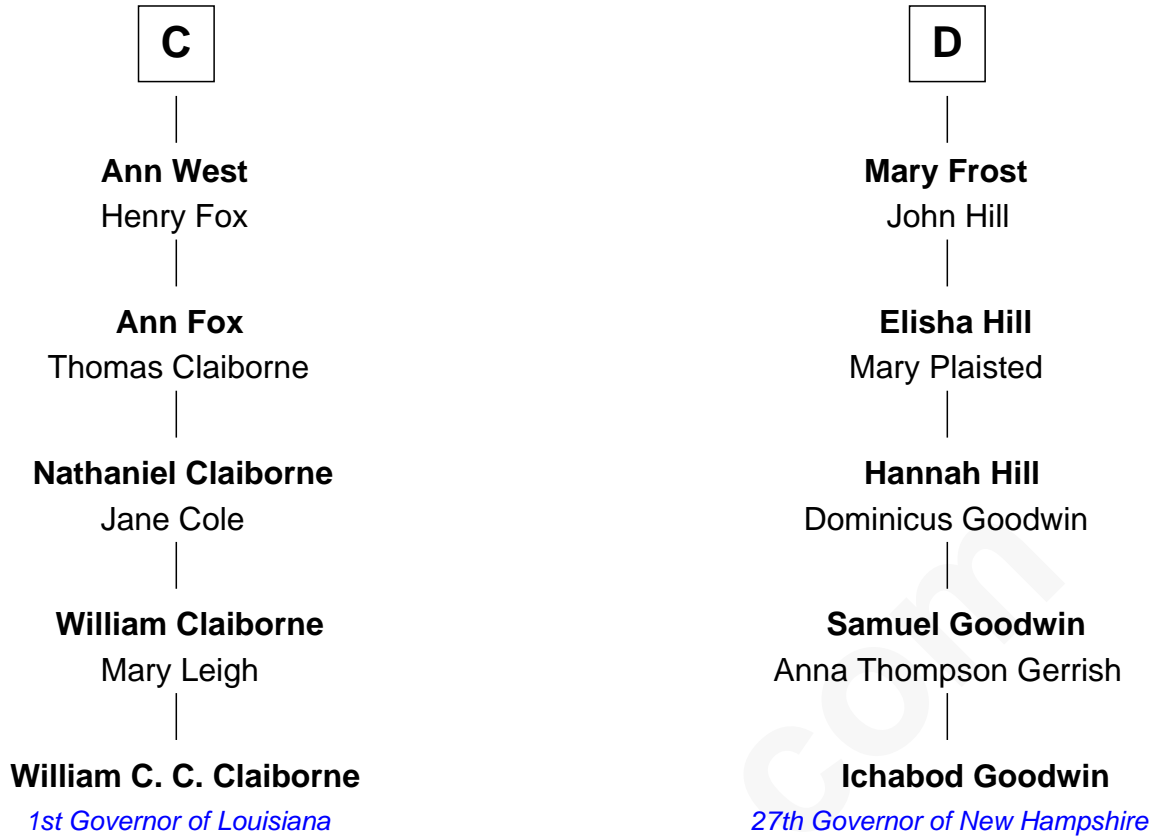 C
Ann West
Henry Fox
Ann Fox
Thomas Claiborne
Nathaniel Claiborne
Jane Cole
William Claiborne
Mary Leigh
William C. C. Claiborne
1st Governor of Louisiana
D
Mary Frost
John Hill
Elisha Hill
Mary Plaisted
Hannah Hill
Dominicus Goodwin
Samuel Goodwin
Anna Thompson Gerrish
Ichabod Goodwin
27th Governor of New Hampshire
com